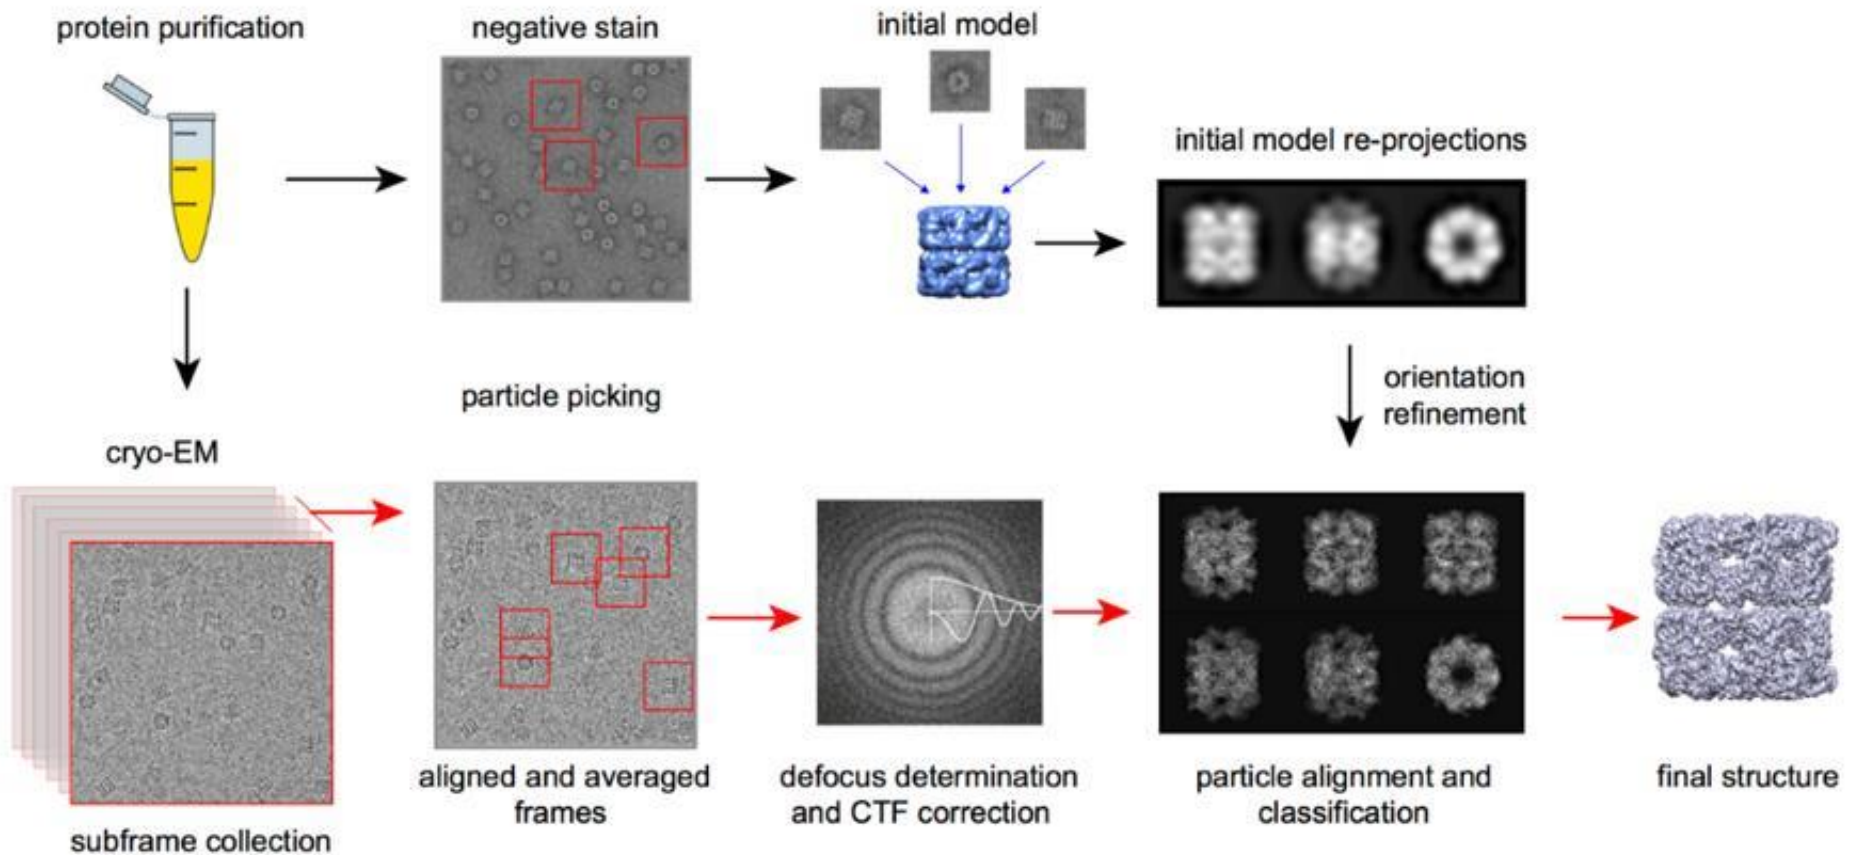 protein purification
negative stain
initial model
initial model re-projections
orientation
refinement
particle picking
cryo-EM
aligned and averaged
frames
defocus determination
and CTF correction
particle alignment and
classification
final structure
subframe collection